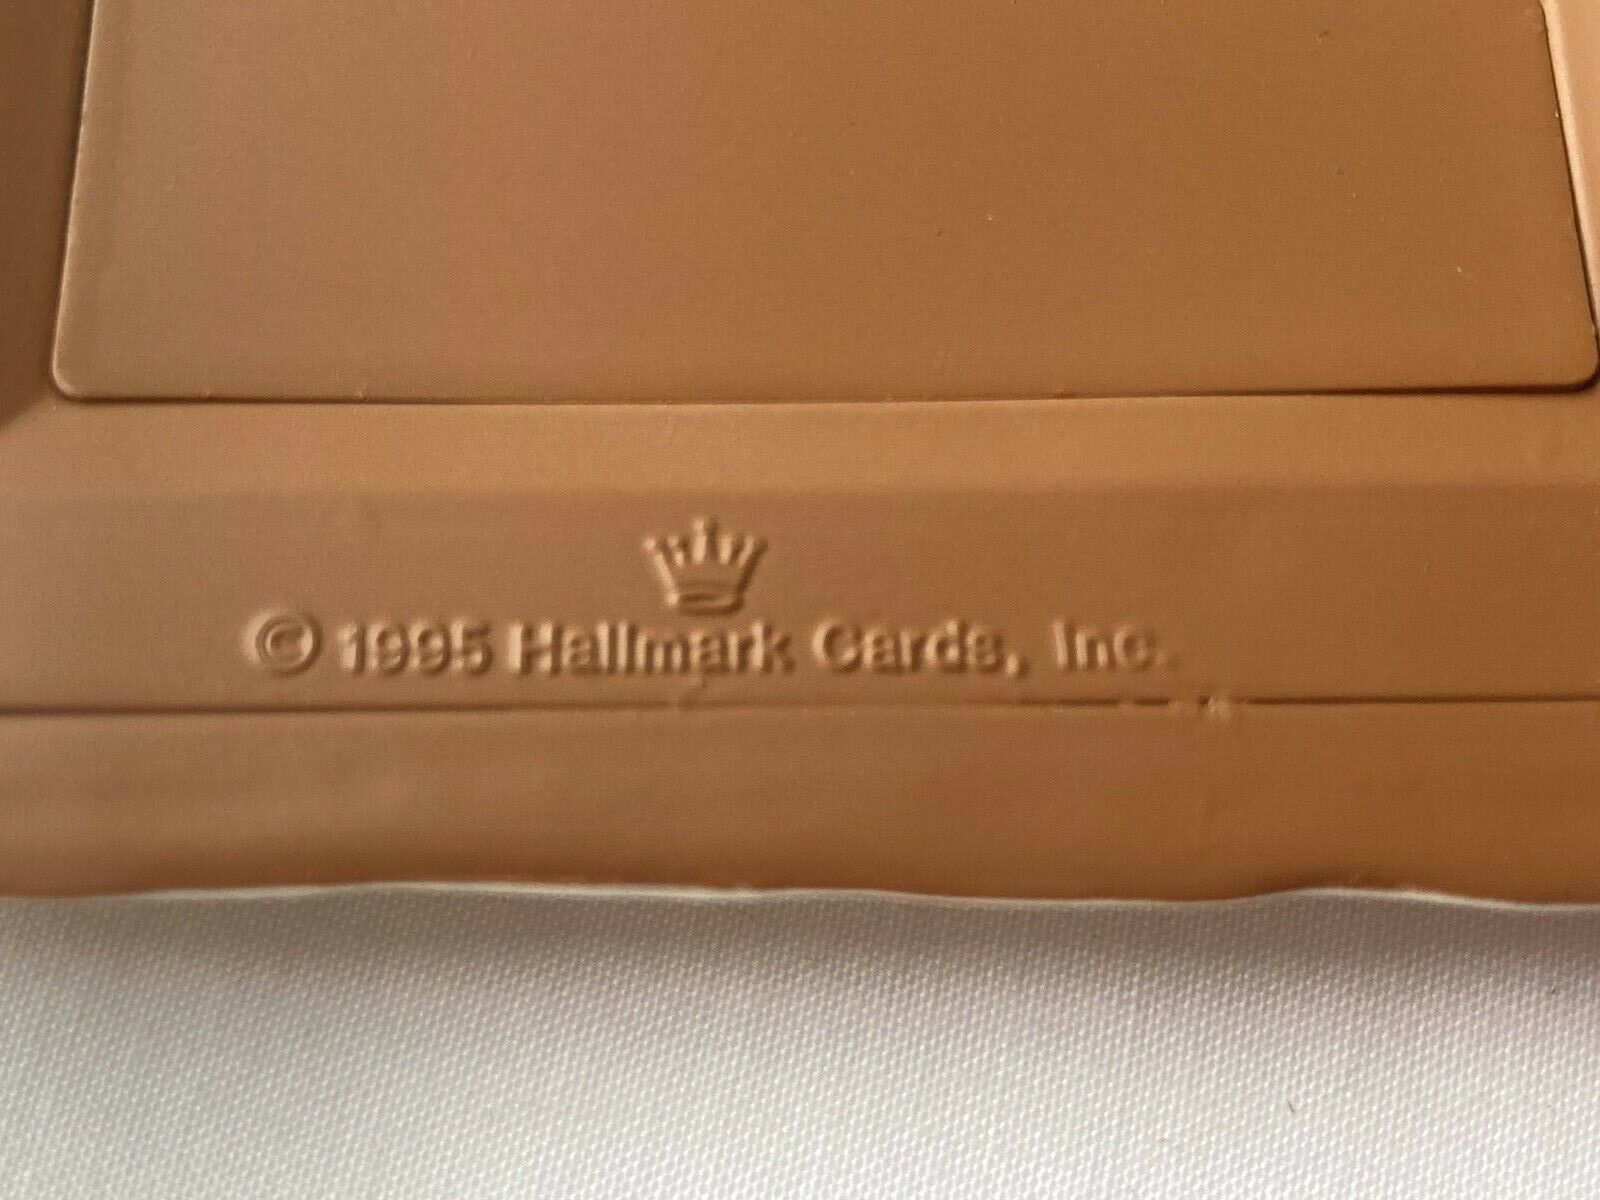 © 1995 Hallmark Cards, Inc.